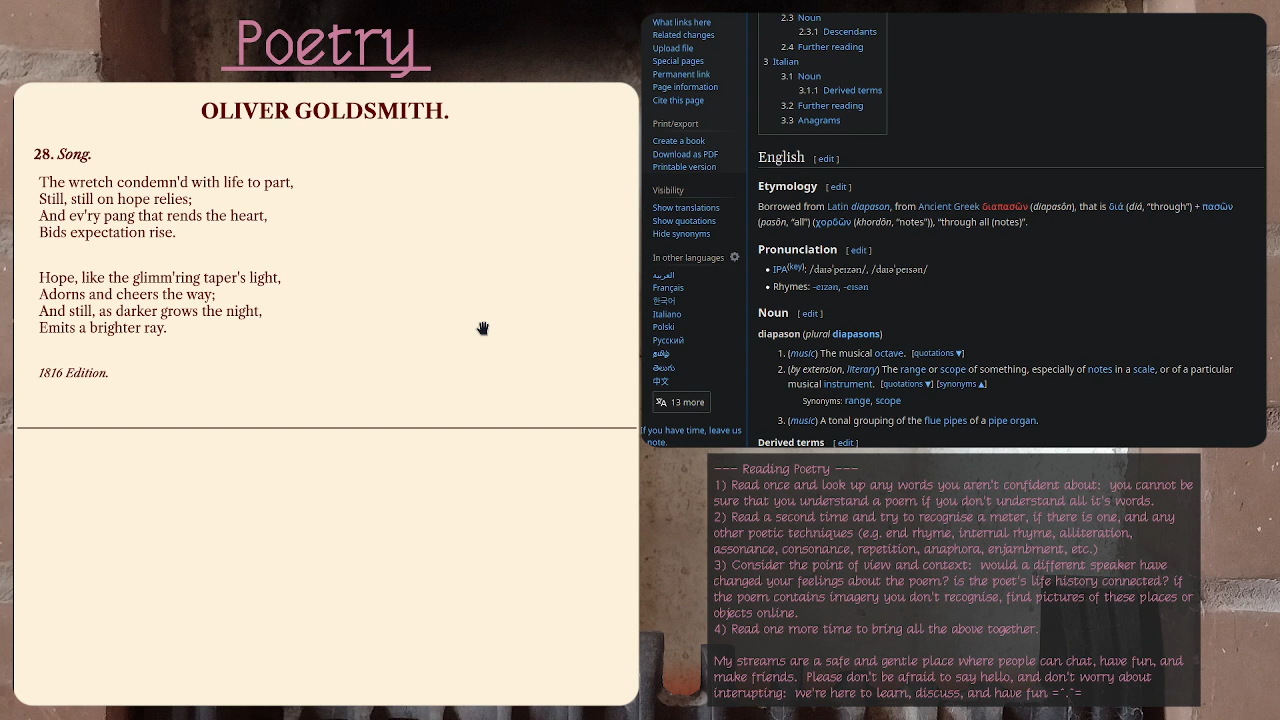 Poetry
OLIVER GOLDSMITH.
28. Song.
The wretch condemn'd with life to part,
Still, still on hope relies;
And ev'ry pang that rends the heart,
Bids expectation rise.
Hope, like the glimm'ring taper's light,
Adorns and cheers the way;
And still, as darker grows the night,
Emits a brighter ray.
1816 Edition.
What links here
Related changes
Upload file
Special pages
Permanent link
Page information
Cite this page
Print/export
Create a book
Download as PDF
Printable version
Visibility
Show translations
Show quotations
Hide synonyms
In other languages
العربية
Français
한국어
Italiano
Polski
Русский
தமிழ்
తెలుగు
中文
13 more
If you have time, leave us
note.
2.3 Noun
2.3.1 Descendants
2.4 Further reading
3 Italian
3.1 Noun
3.1.1 Derived terms
3.2 Further reading
3.3 Anagrams
English [ edit ]
Etymology [ edit ]
Borrowed from Latin diapason, from Ancient Greek διαπασῶν (diapasôn), that is διά (diá, “through”) + πασῶν
(pasôn, “all”) (χορδῶν (khordôn, “notes”)), “through all (notes)”.
Pronunciation [ edit ]
• IPA(key): /daɪəˈpeɪzən/, /daɪəˈpeɪsən/
• Rhymes: -eɪzən, -eɪsən
Noun [ edit ]
diapason (plural diapasons)
1. (music) The musical octave. [quotations ▼]
2. (by extension, literary) The range or scope of something, especially of notes in a scale, or of a particular
musical instrument. [quotations ▼] [synonyms ▲]
Synonyms: range, scope
3. (music) A tonal grouping of the flue pipes of a pipe organ.
Derived terms [ edit ]
--- Reading Poetry ---
1) Read once and look up any words you aren't confident about: you cannot be
sure that you understand a poem if you don't understand all it's words.
2) Read a second time and try to recognise a meter, if there is one, and any
other poetic techniques (e.g. end rhyme, internal rhyme, alliteration,
assonance, consonance, repetition, anaphora, enjambment, etc.)
3) Consider the point of view and context: would a different speaker have
changed your feelings about the poem? is the poet's life history connected? if
the poem contains imagery you don't recognise, find pictures of these places or
objects online.
4) Read one more time to bring all the above together.
My streams are a safe and gentle place where people can chat, have fun, and
make friends. Please don't be afraid to say hello, and don't worry about
interupting: we're here to learn, discuss, and have fun =^.^=